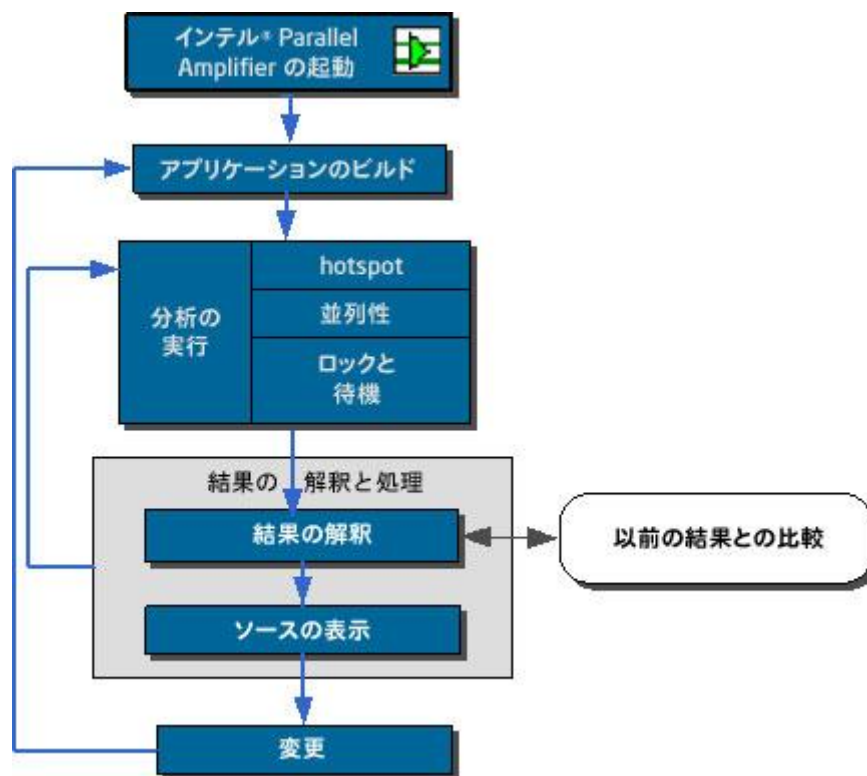 インテル® Parallel
Amplifier の起動
アプリケーションのビルド
分析の
実行
hotspot
並列性
ロックと
待機
結果の 解釈と処理
結果の解釈
以前の結果との比較
ソースの表示
変更